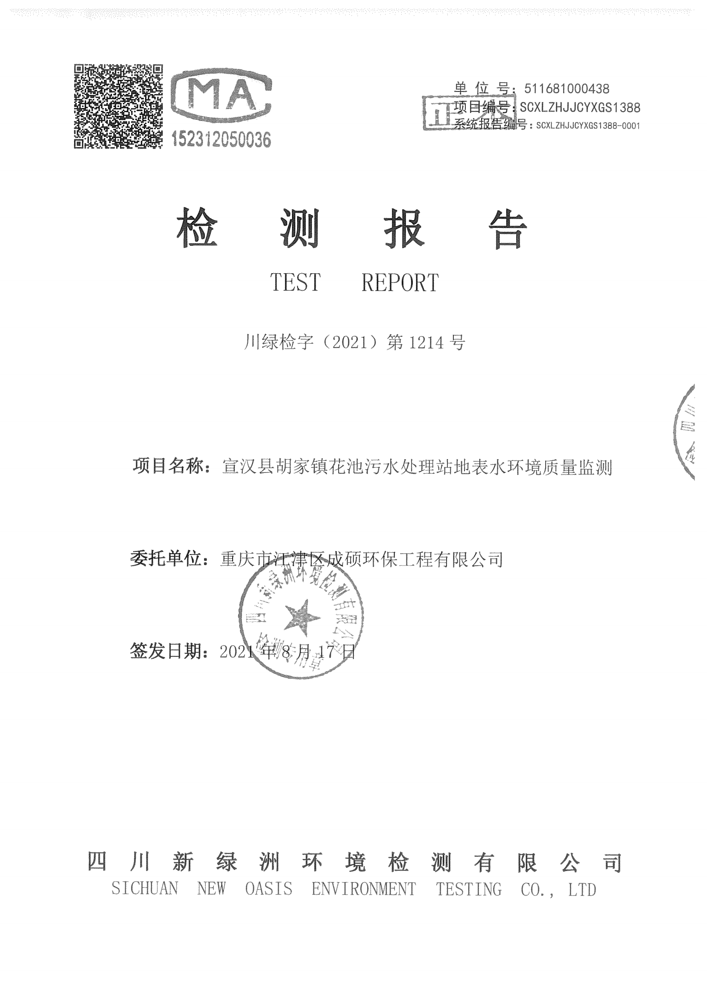 MA
152312050036
单 位 号：511681000438
正本
项目编号：SCXLZHJJCYXGS1388
系统报告编号：SCXLZHJJCYXGS1388-0001
检 测 报 告
TEST REPORT
川绿检字（2021）第 1214 号
项目名称：宣汉县胡家镇花池污水处理站地表水环境质量监测
委托单位：重庆市江津区成硕环保工程有限公司
签发日期：2021 年 8 月 17 日
四川新绿洲环境检测有限公司
检测专用章
四 川 新 绿 洲 环 境 检 测 有 限 公 司
SICHUAN NEW OASIS ENVIRONMENT TESTING CO., LTD